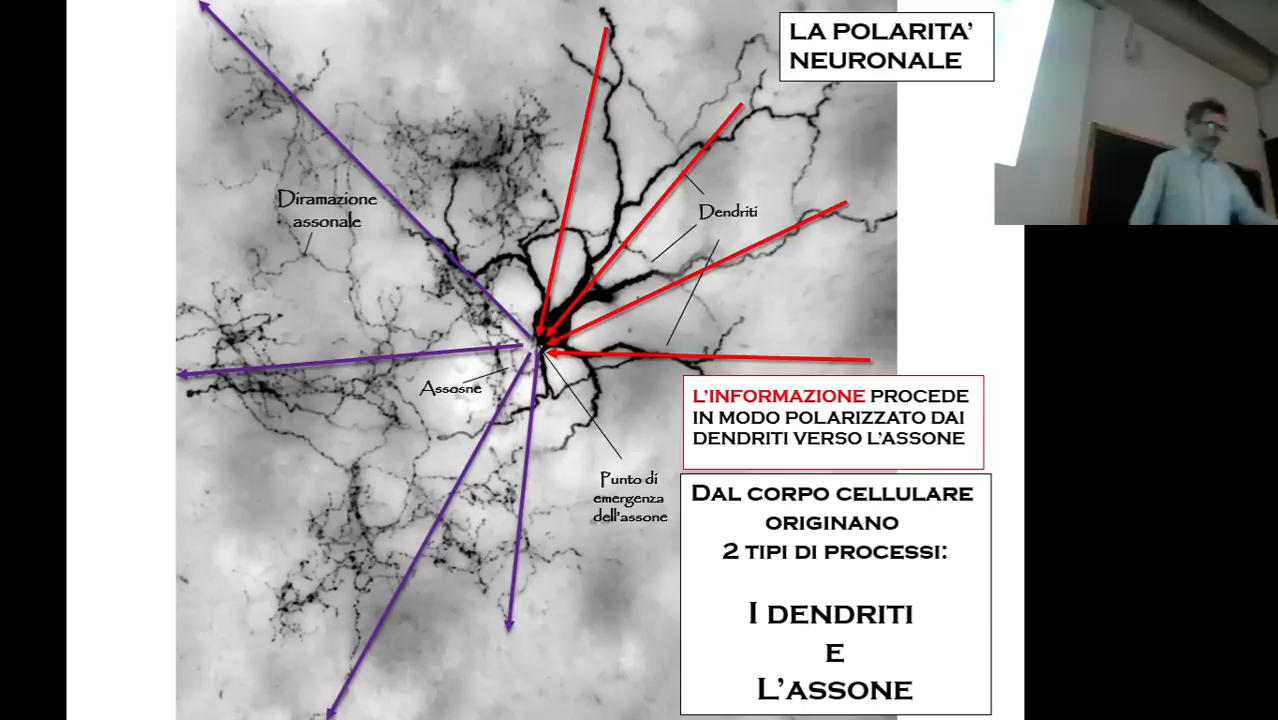 LA POLARITA'
NEURONALE
Diramazione
assonale
Dendriti
Assosne
L'INFORMAZIONE PROCEDE
IN MODO POLARIZZATO DAI
DENDRITI VERSO L'ASSONE
Punto di
emergenza
dell'assone
DAL CORPO CELLULARE
ORIGINANO
2 TIPI DI PROCESSI:
I DENDRITI
E
L'ASSONE